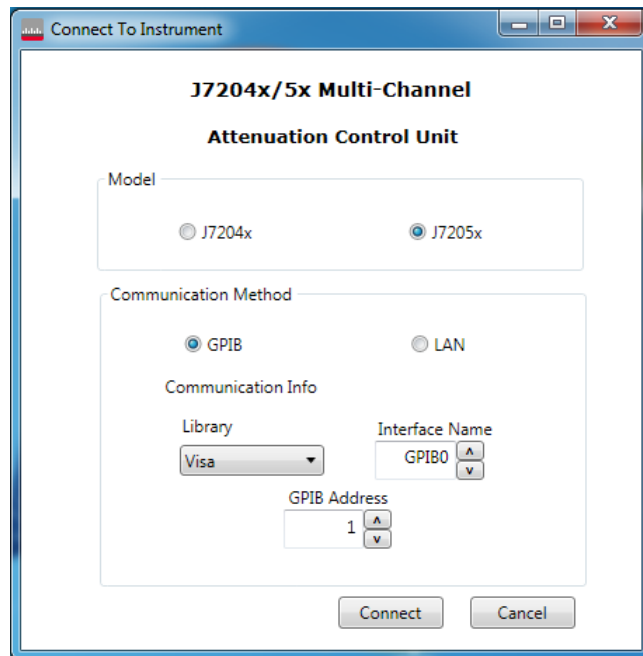 Connect To Instrument
J7204x/5x Multi-Channel
Attenuation Control Unit
Model
J7204x
J7205x
Communication Method
GPIB
LAN
Communication Info
Library
Interface Name
Visa
GPIB0
GPIB Address
1
Connect
Cancel